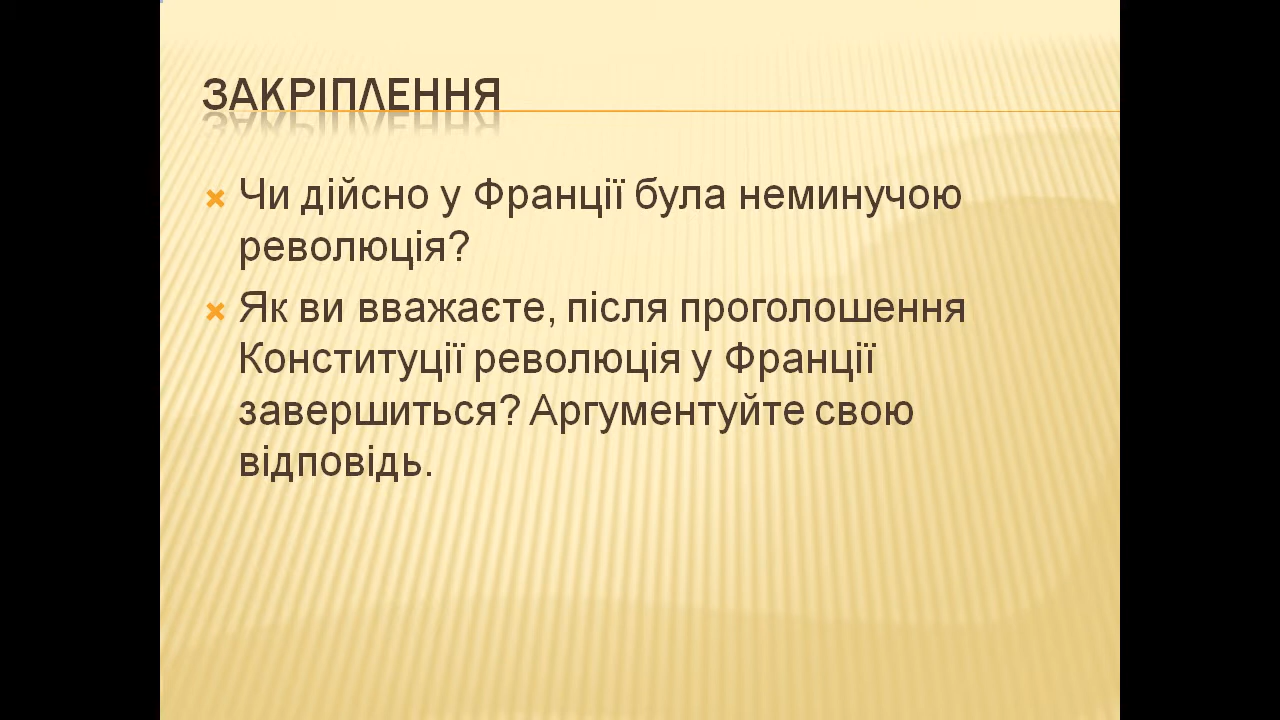 ЗАКРІПЛЕННЯ
Чи дійсно у Франції була неминучою
революція?
Як ви вважаєте, після проголошення
Конституції революція у Франції
завершиться? Аргументуйте свою
відповідь.